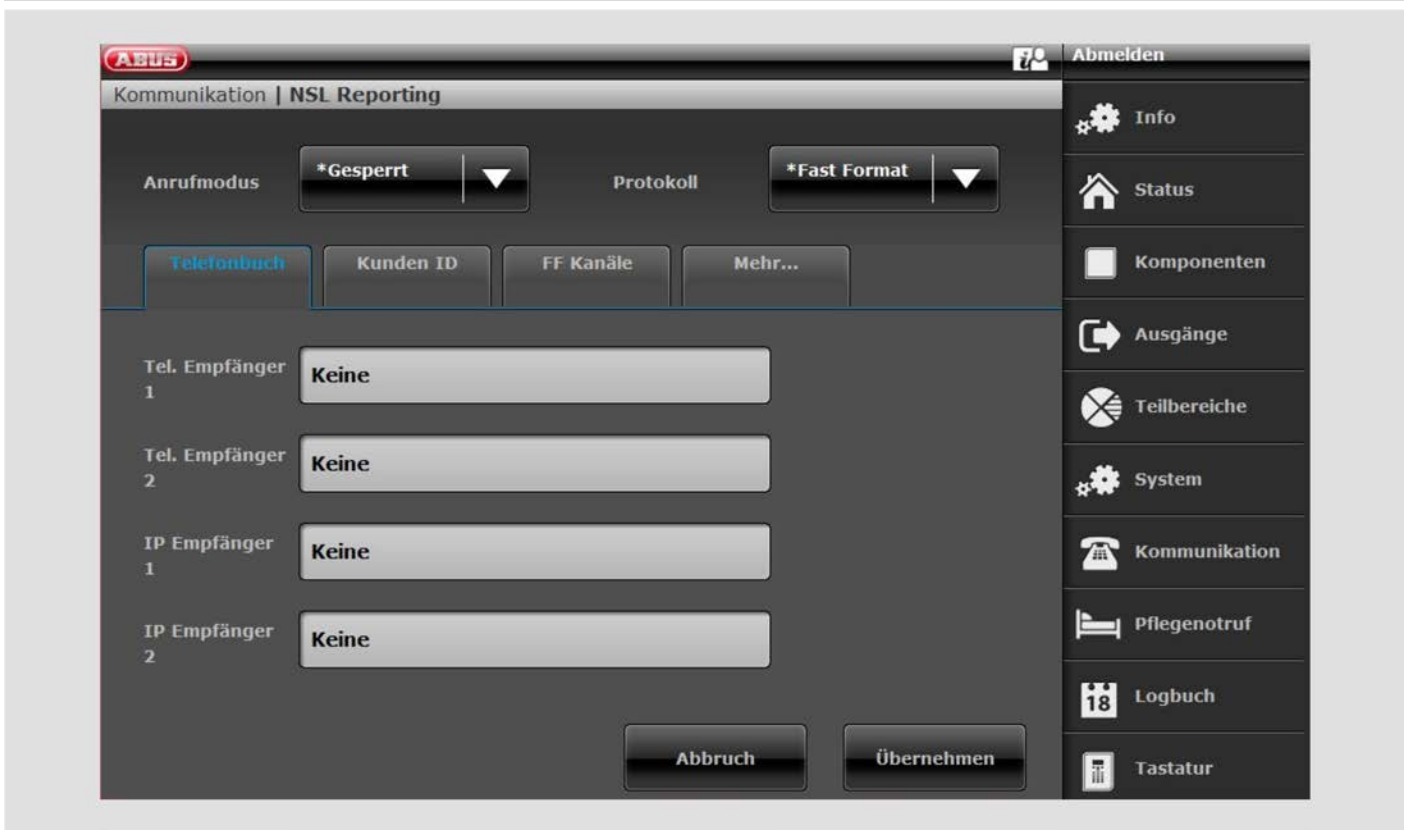 ABUS
Abmelden
Kommunikation | NSL Reporting
Anrufmodus
*Gesperrt
Protokoll
*Fast Format
Telefonbuch
Kunden ID
FF Kanäle
Mehr...
Tel. Empfänger
1
Keine
Tel. Empfänger
2
Keine
IP Empfänger
1
Keine
IP Empfänger
2
Keine
Abbruch
Übernehmen
Info
Status
Komponenten
Ausgänge
Teilbereiche
System
Kommunikation
Pflegenotruf
18
Logbuch
Tastatur